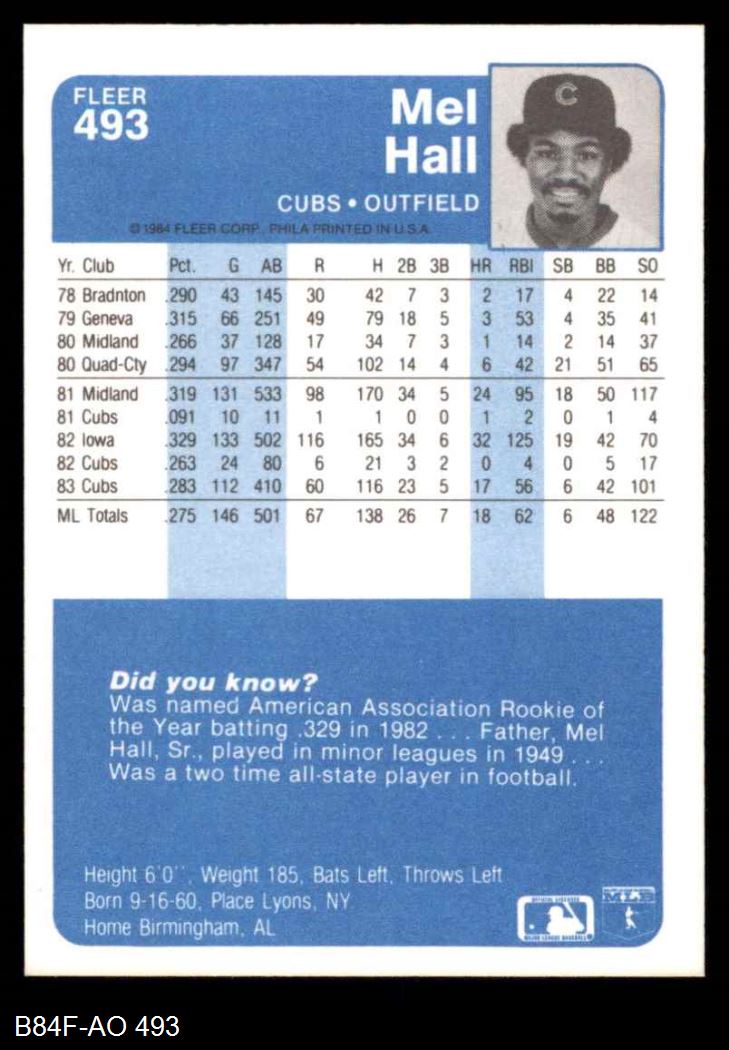 FLEER
493
Mel
Hall
CUBS • OUTFIELD
© 1984 FLEER CORP. PHILA PRINTED IN U.S.A.
C
Yr. Club Pct. G AB R H 2B 3B HR RBI SB BB SO
78 Bradnton .290 43 145 30 42 7 3 2 17 4 22 14
79 Geneva .315 66 251 49 79 18 5 3 53 4 35 41
80 Midland .266 37 128 17 34 7 3 1 14 2 14 37
80 Quad-Cty .294 97 347 54 102 14 4 6 42 21 51 65
81 Midland .319 131 533 98 170 34 5 24 95 18 50 117
81 Cubs .091 10 11 1 1 0 0 1 2 0 1 4
82 Iowa .329 133 502 116 165 34 6 32 125 19 42 70
82 Cubs .263 24 80 6 21 3 2 0 4 0 5 17
83 Cubs .283 112 410 60 116 23 5 17 56 6 42 101
ML Totals .275 146 501 67 138 26 7 18 62 6 48 122
Did you know?
Was named American Association Rookie of
the Year batting .329 in 1982 . . . Father, Mel
Hall, Sr., played in minor leagues in 1949 . . .
Was a two time all-state player in football.
Height 6'0'', Weight 185, Bats Left, Throws Left
Born 9-16-60, Place Lyons, NY
Home Birmingham, AL
MAJOR LEAGUE BASEBALL
B84F-AO 493